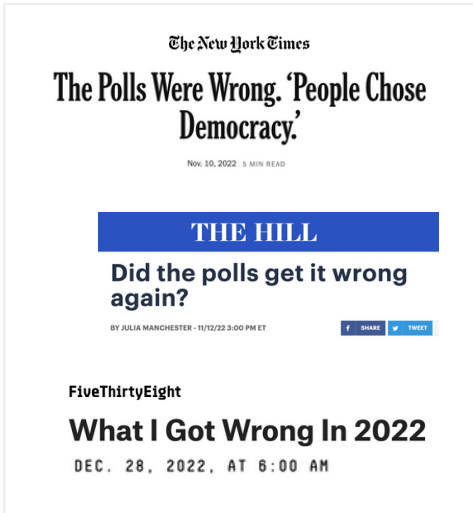 The New York Times
The Polls Were Wrong. ‘People Chose
Democracy.’
Nov. 10, 2022 5 MIN READ
THE HILL
Did the polls get it wrong
again?
BY JULIA MANCHESTER - 11/12/22 3:00 PM ET
SHARE TWEET
FiveThirtyEight
What I Got Wrong In 2022
DEC. 28, 2022, AT 6:00 AM